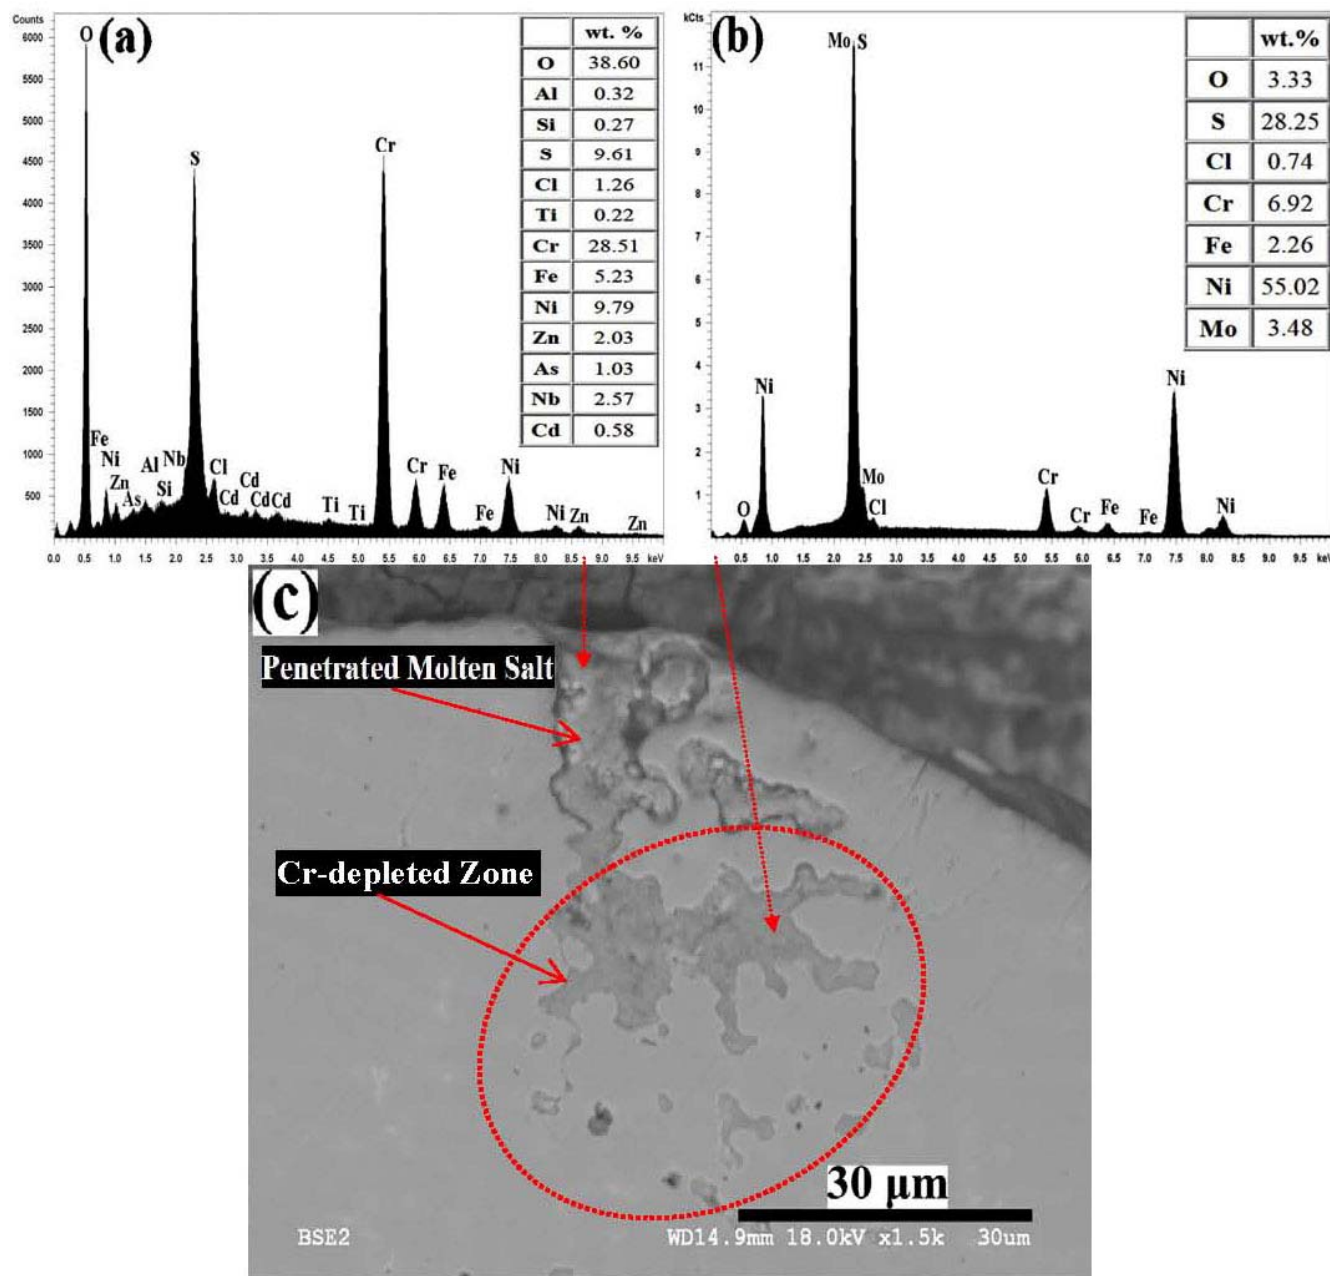 Counts
(a)
O
6000
5500
5000
4500
4000
3500
3000
2500
2000
1500
1000
500
S
Cr
Fe
Ni
Zn
As
Al
Si
Nb
Cl
Cd
Cd
Cd
Cd
Ti
Ti
Cr
Fe
Fe
Ni
Ni
Zn
Zn
0.0 0.5 1.0 1.5 2.0 2.5 3.0 3.5 4.0 4.5 5.0 5.5 6.0 6.5 7.0 7.5 8.0 8.5 9.0 9.5 keV
wt. %
O 38.60
Al 0.32
Si 0.27
S 9.61
Cl 1.26
Ti 0.22
Cr 28.51
Fe 5.23
Ni 9.79
Zn 2.03
As 1.03
Nb 2.57
Cd 0.58
kCts
(b)
Mo S
11
10
9
8
7
6
5
4
3
2
1
O
Ni
Mo
Cl
Cr
Cr
Fe
Fe
Ni
Ni
0.0 0.5 1.0 1.5 2.0 2.5 3.0 3.5 4.0 4.5 5.0 5.5 6.0 6.5 7.0 7.5 8.0 8.5 9.0 9.5 keV
wt.%
O 3.33
S 28.25
Cl 0.74
Cr 6.92
Fe 2.26
Ni 55.02
Mo 3.48
(c)
Penetrated Molten Salt
Cr-depleted Zone
30 μm
BSE2
WD14.9mm 18.0kV x1.5k 30um